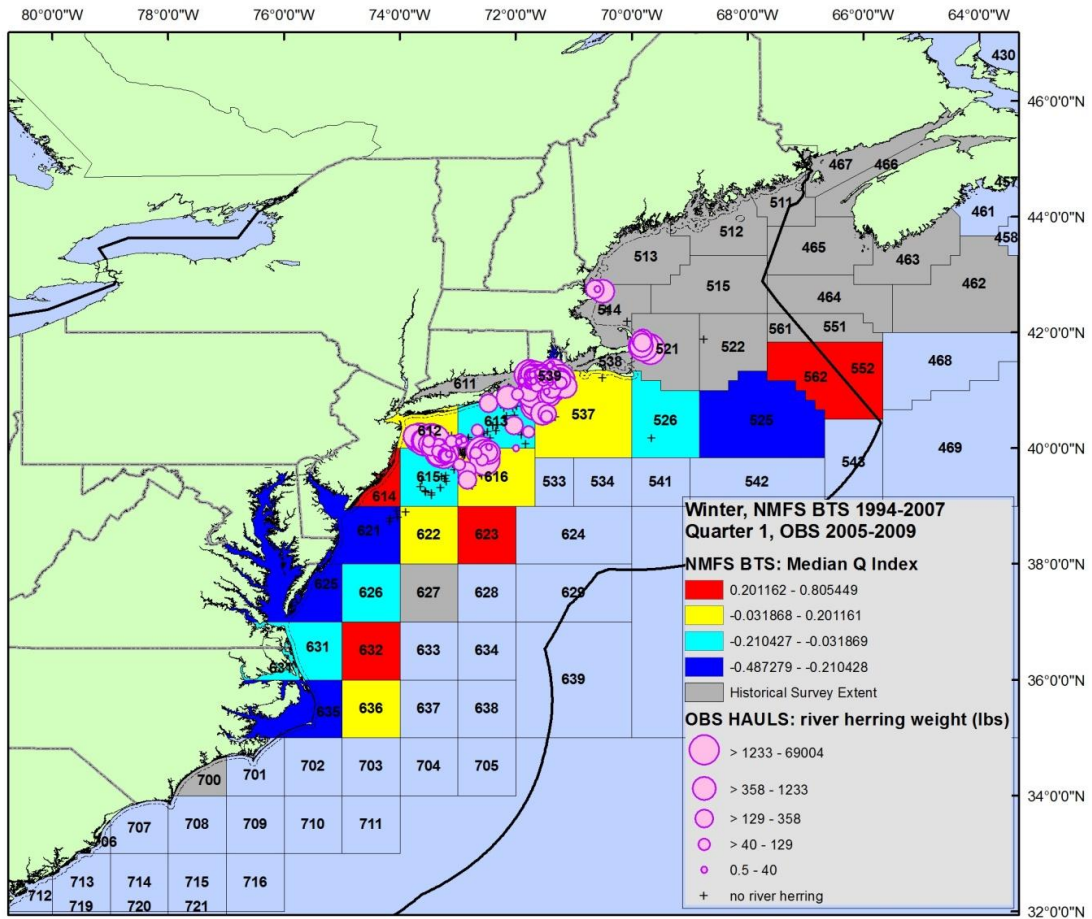 80°0'0"W 78°0'0"W 76°0'0"W 74°0'0"W 72°0'0"W 70°0'0"W 68°0'0"W 66°0'0"W 64°0'0"W
430
46°0'0"N
467 466
457
511
461
44°0'0"N
512
458
513 465 463
515 462
464
514
42°0'0"N
561 551
521 522
538
468
552
611 539 562
537 526 525
613
612
40°0'0"N
469
543
615 616
533 534 541 542
614
621 622 623 624
38°0'0"N
625 626 627 628 629
631 632 633 634
631
639
36°0'0"N
635 636 637 638
700 701 702 703 704 705
34°0'0"N
706 707 708 709 710 711
712 713 714 715 716
719 720 721
32°0'0"N
Winter, NMFS BTS 1994-2007
Quarter 1, OBS 2005-2009
NMFS BTS: Median Q Index
0.201162 - 0.805449
-0.031868 - 0.201161
-0.210427 - -0.031869
-0.487279 - -0.210428
Historical Survey Extent
OBS HAULS: river herring weight (lbs)
> 1233 - 69004
> 358 - 1233
> 129 - 358
> 40 - 129
0.5 - 40
no river herring